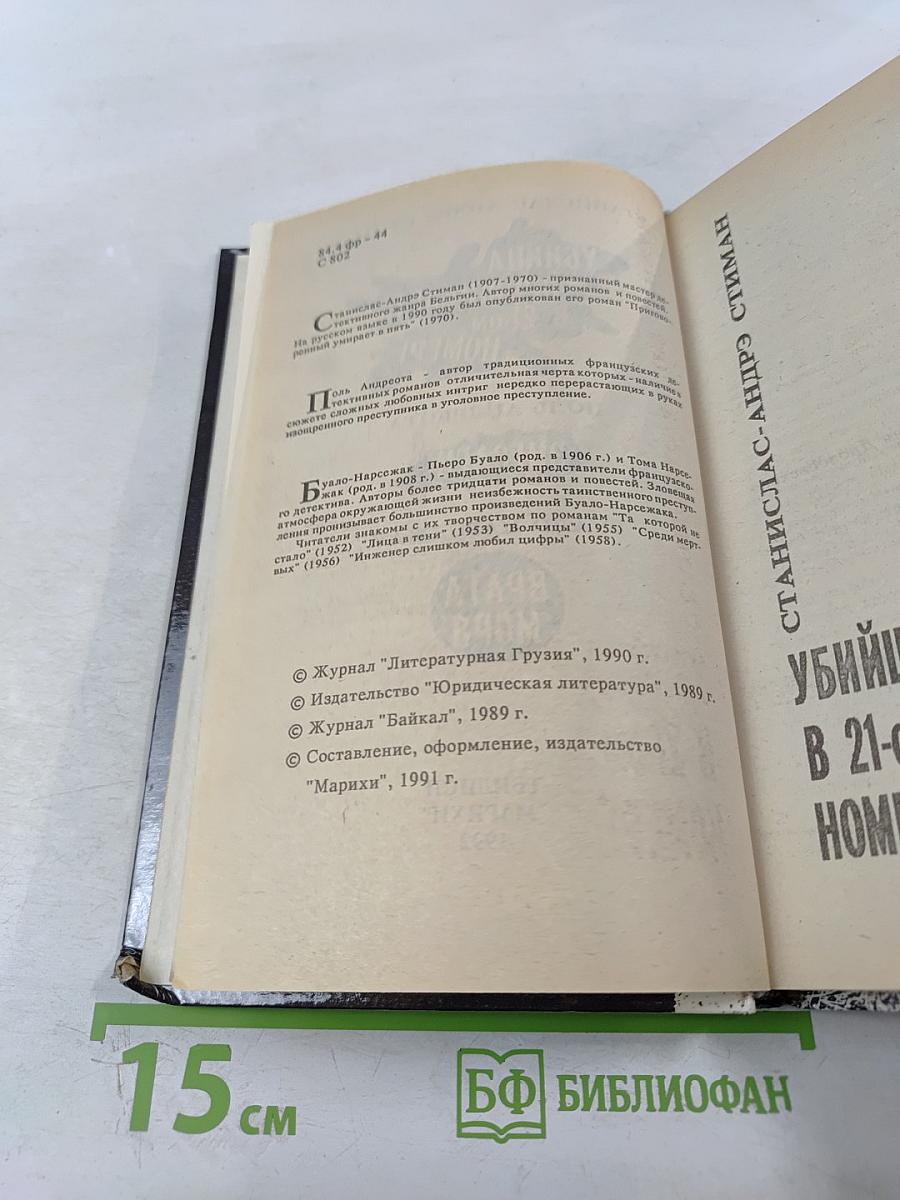 84.4 фр – 44
С 802
Станислас-Андрэ Стиман (1907-1970) - признанный мастер де-
тективного жанра Бельгии. Автор многих романов и повестей.
На русском языке в 1990 году был опубликован его роман "Пригово-
ренный умирает в пять" (1970).
Поль Андреота - автор традиционных французских де-
тективных романов отличительная черта которых - наличие в
сюжете сложных любовных интриг нередко перерастающих в руках
изощренного преступника в уголовное преступление.
Буало-Нарсежак - Пьеро Буало (род. в 1906 г.) и Тома Нарсе-
жак (род. в 1908 г.) - выдающиеся представители французско-
го детектива. Авторы более тридцати романов и повестей. Зловещая
атмосфера окружающей жизни неизбежность таинственного преступ-
ления пронизывает большинство произведений Буало-Нарсежака.
Читатели знакомы с их творчеством по романам "Та которой не
стало" (1952) "Лица в тени" (1953) "Волчицы" (1955) "Среди мерт-
вых" (1956) "Инженер слишком любил цифры" (1958).
© Журнал "Литературная Грузия", 1990 г.
© Издательство "Юридическая литература", 1989 г.
© Журнал "Байкал", 1989 г.
© Составление, оформление, издательство
"Марихи", 1991 г.
СТАНИСЛАС-АНДРЭ СТИМАН
УБИЙЦ
В 21-
НОМ
15 см
БФ БИБЛИОФАН